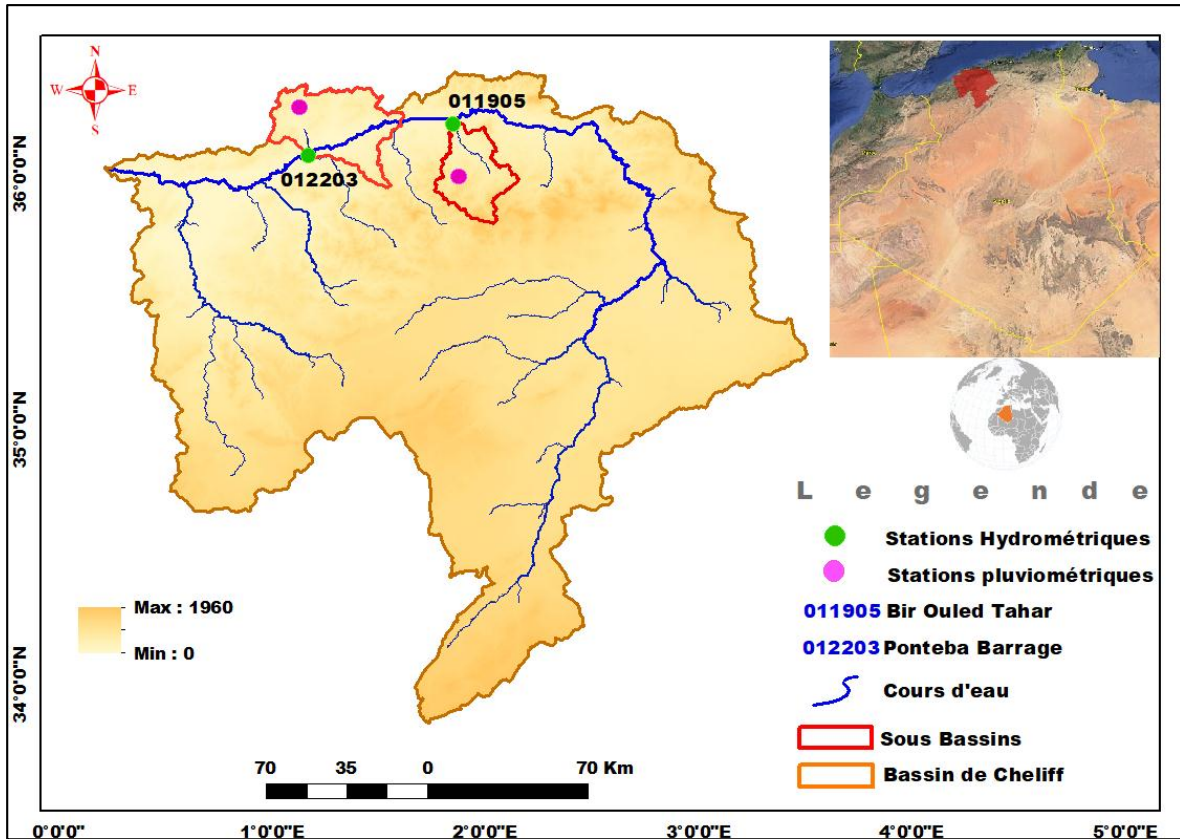 N
W E
S
011905
012203
36°0'0"N
35°0'0"N
34°0'0"N
Max : 1960
Min : 0
70 35 0 70 Km
0°0'0" 1°0'0"E 2°0'0"E 3°0'0"E 4°0'0"E 5°0'0"E
Legende
Stations Hydrométriques
Stations pluviométriques
011905 Bir Ouled Tahar
012203 Ponteba Barrage
Cours d'eau
Sous Bassins
Bassin de Cheliff